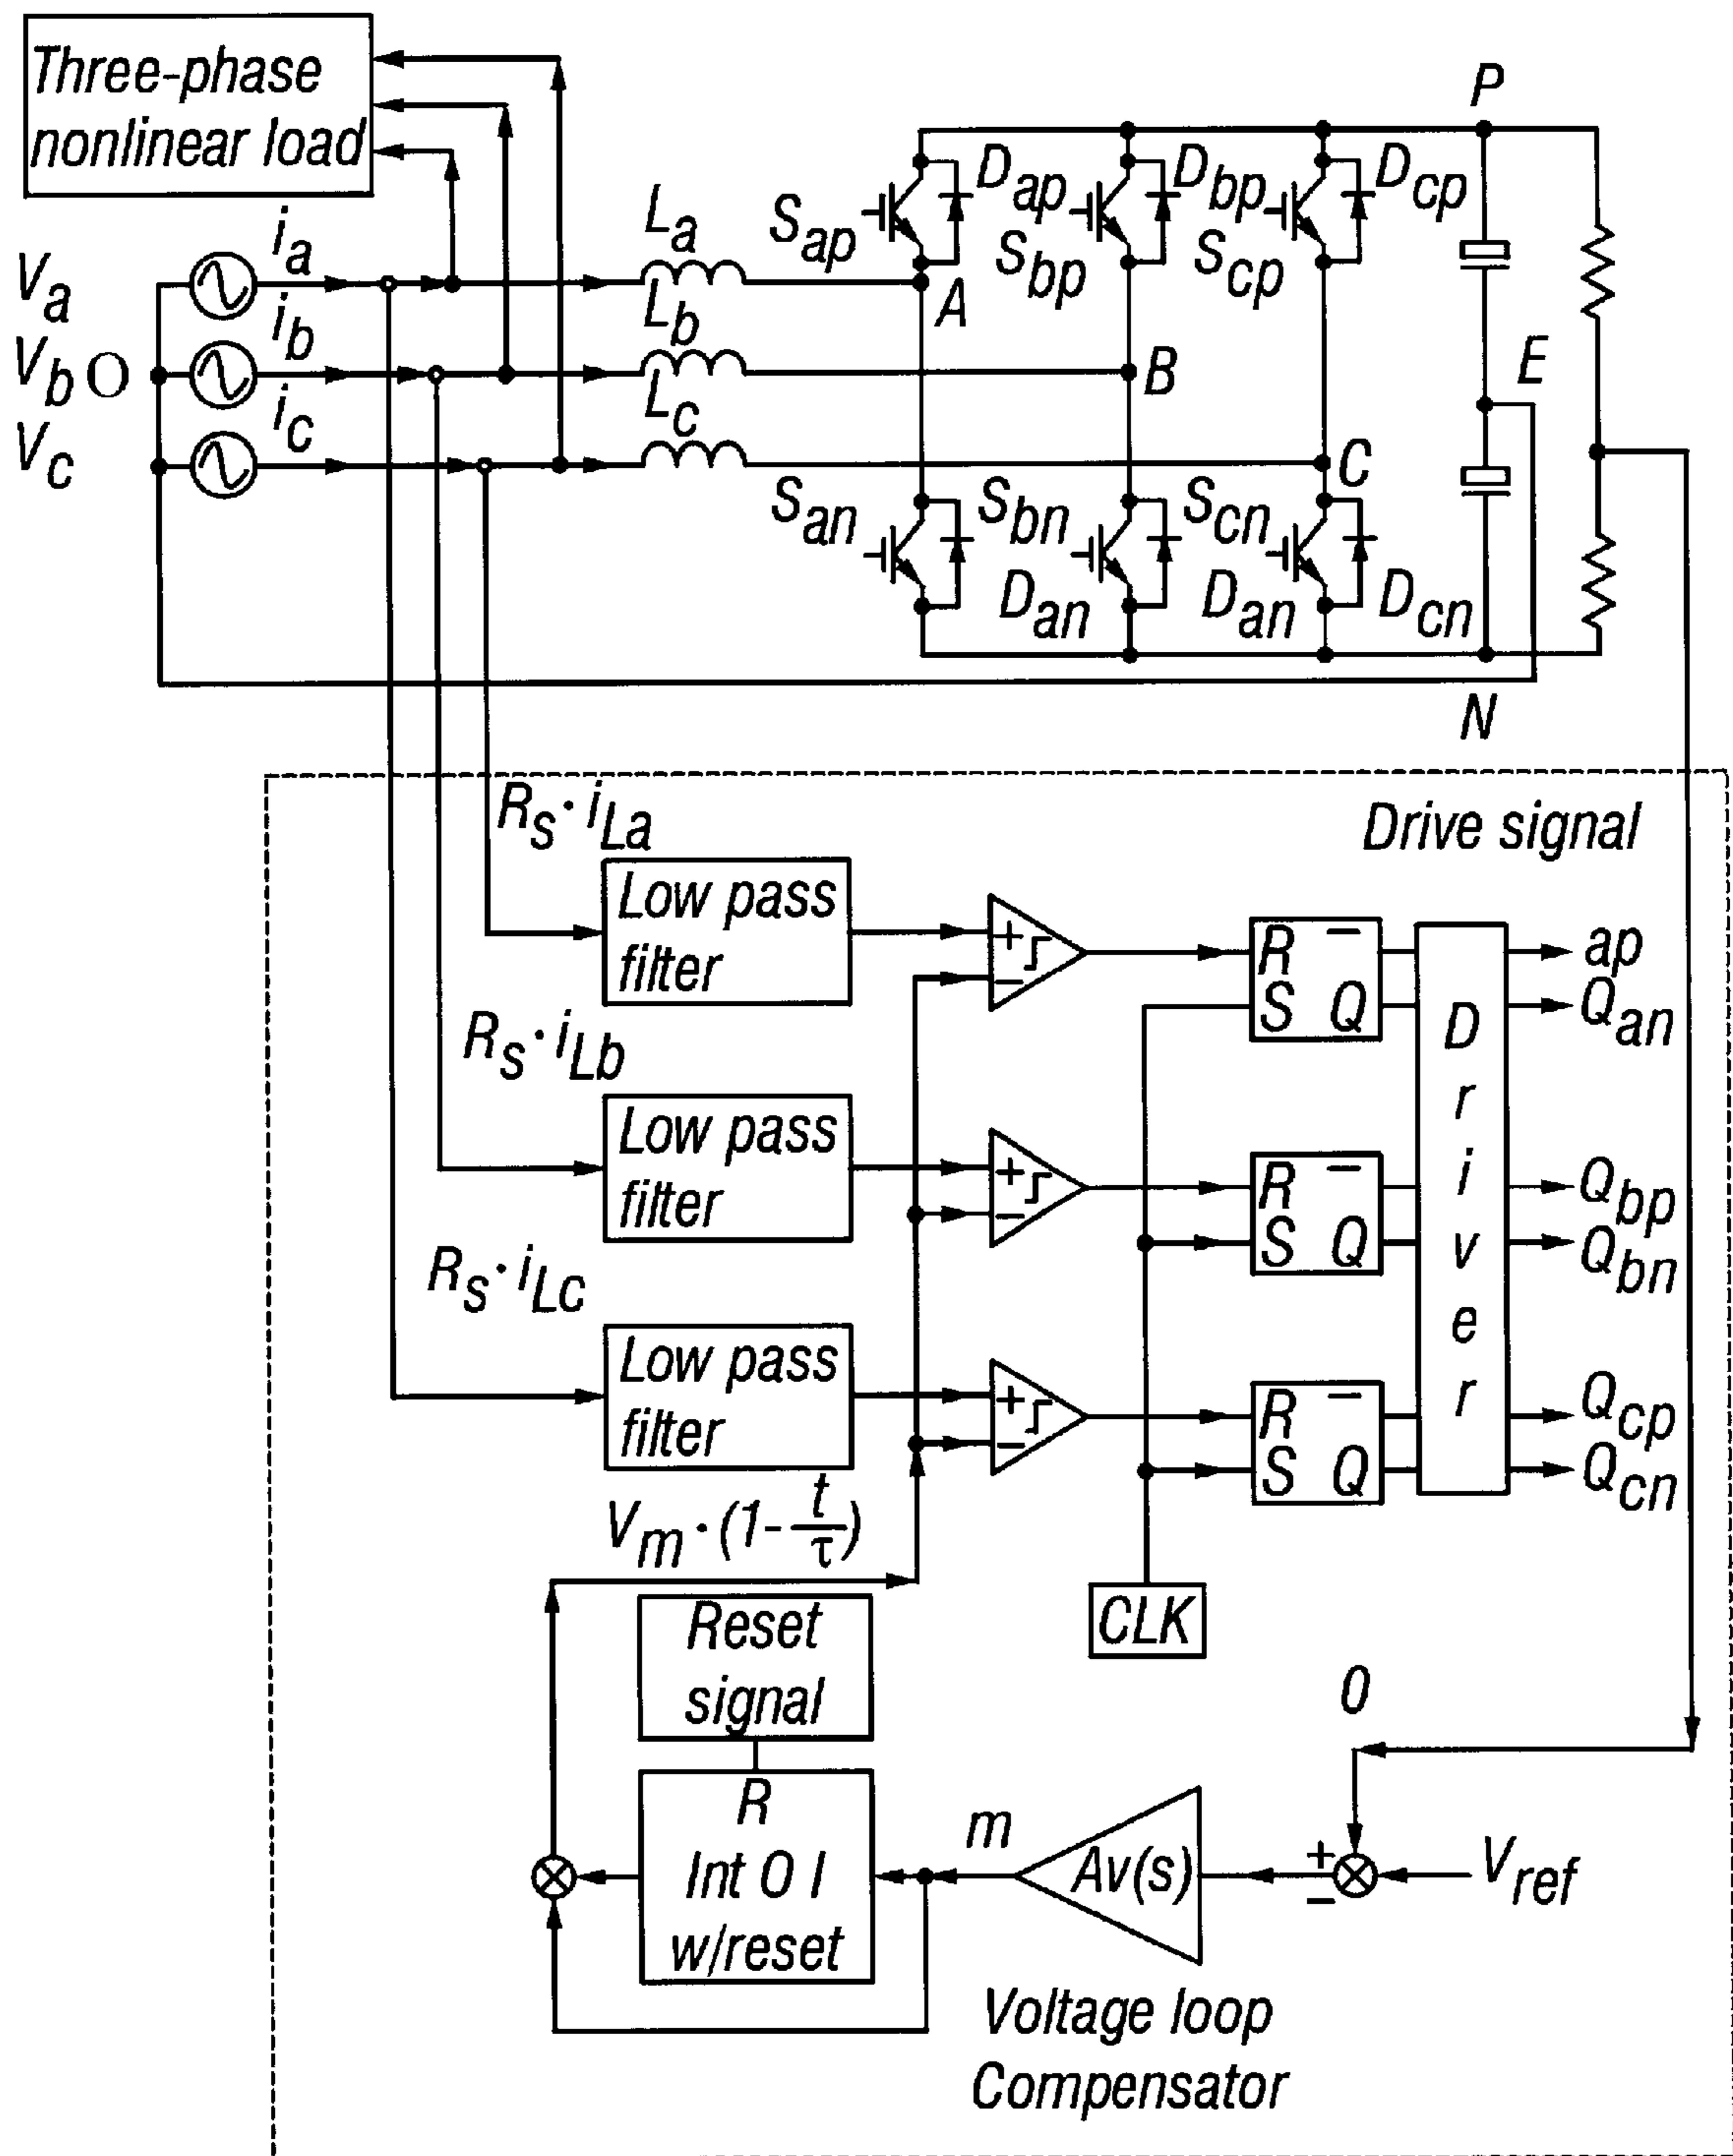 Three-phase
nonlinear load
P
V_a
i_a
L_a
S_ap
D_ap
D_bp
D_cp
S_bp
S_cp
A
V_b
O
i_b
L_b
B
E
V_c
i_c
L_c
C
S_an
S_bn
S_cn
D_an
D_an
D_cn
N
R_s · i_La
Drive signal
Low pass
filter
+
−
R
S Q
ap
Q_an
R_s · i_Lb
Low pass
filter
+
−
R
S Q
Q_bp
Q_bn
R_s · i_Lc
Low pass
filter
+
−
R
S Q
Q_cp
Q_cn
Driver
V_m · (1- t/τ)
CLK
Reset
signal
0
R
Int O I
w/reset
m
Av(s)
+
−
V_ref
Voltage loop
Compensator